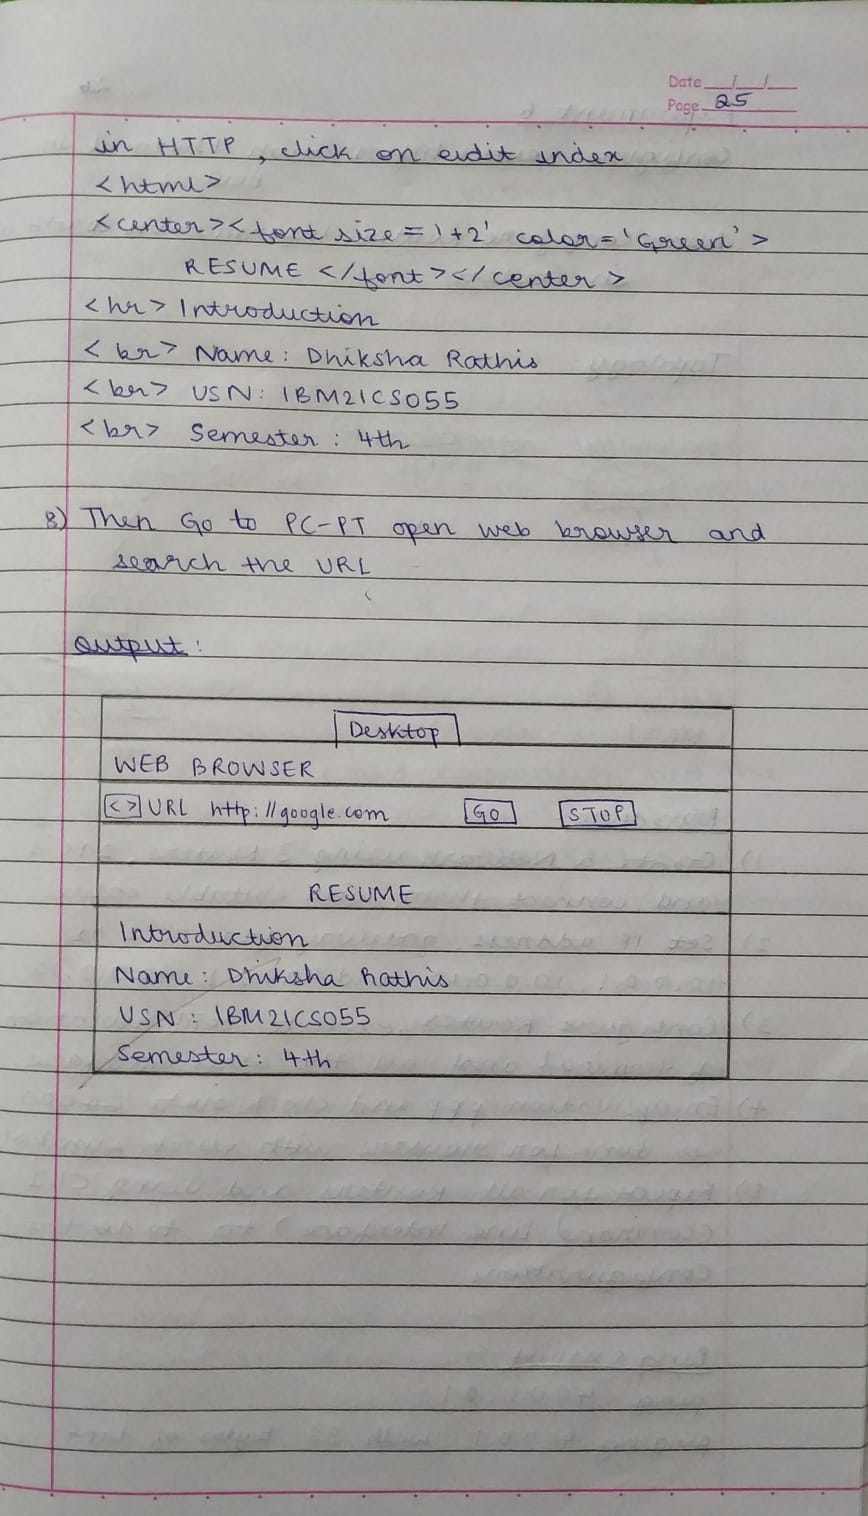 Date __/__/__
Page 25
in HTTP, click on edit index
<html>
<center><font size='+2' color='Green'>
RESUME </font></center>
<hr> Introduction
<br> Name: Dhiksha Rathis
<br> USN: 1BM21CS055
<br> Semester: 4th
8) Then Go to PC-PT open web browser and
search the URL
Output:
Desktop
WEB BROWSER
<> URL http://google.com GO STOP
RESUME
Introduction
Name: Dhiksha Rathis
USN: 1BM21CS055
Semester: 4th